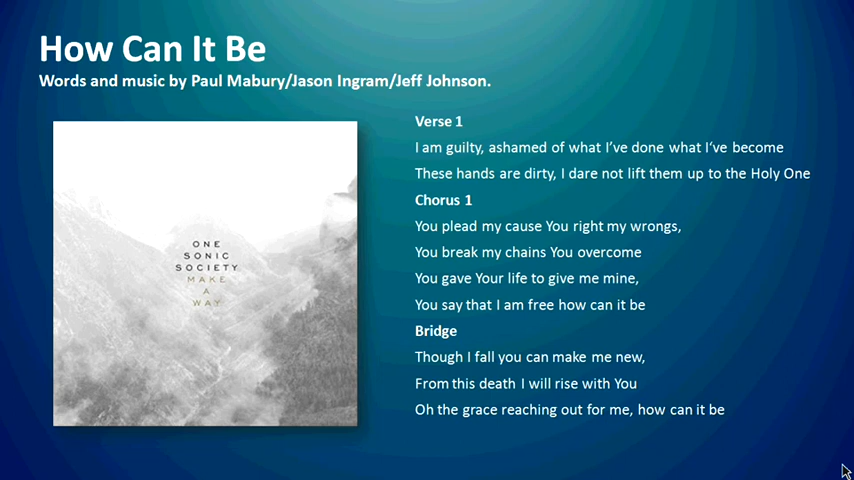 How Can It Be
Words and music by Paul Mabury/Jason Ingram/Jeff Johnson.
ONE
SONIC
SOCIETY
MAKE
A
WAY
Verse 1
I am guilty, ashamed of what I’ve done what I‘ve become
These hands are dirty, I dare not lift them up to the Holy One
Chorus 1
You plead my cause You right my wrongs,
You break my chains You overcome
You gave Your life to give me mine,
You say that I am free how can it be
Bridge
Though I fall you can make me new,
From this death I will rise with You
Oh the grace reaching out for me, how can it be